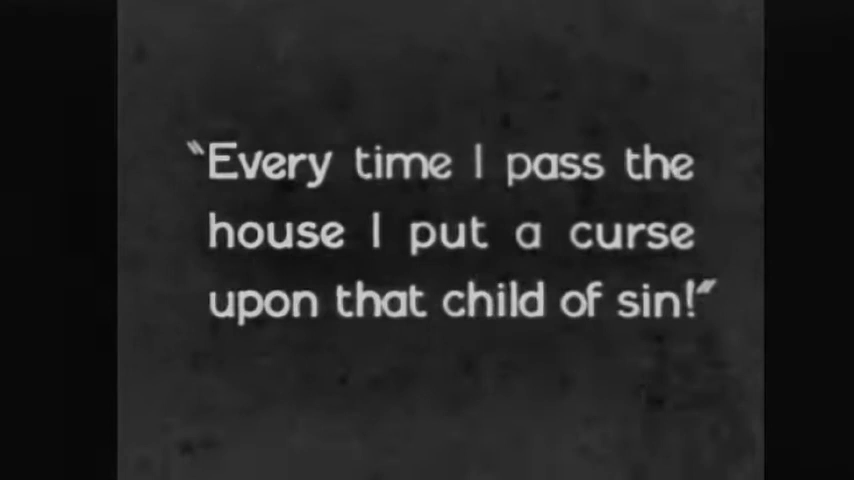 "Every time I pass the
house I put a curse
upon that child of sin!"